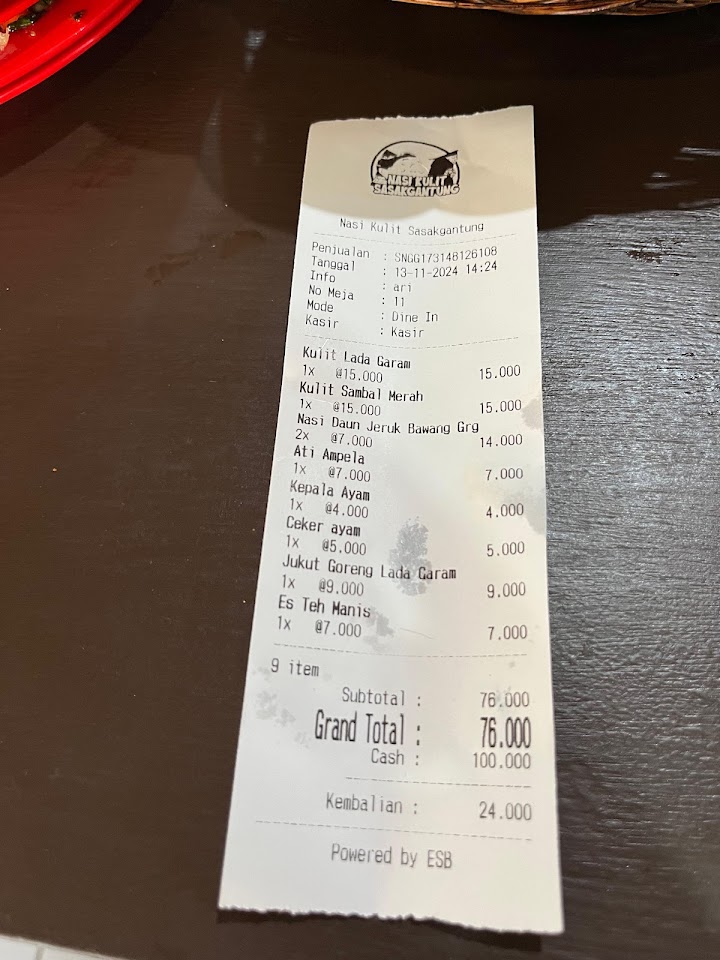 NASI KULIT
SASAKGANTUNG
Nasi Kulit Sasakgantung
Penjualan : SNGG173148126108
Tanggal : 13-11-2024 14:24
Info : ari
No Meja : 11
Mode : Dine In
Kasir : Kasir
Kulit Lada Garam
1x @15.000 15.000
Kulit Sambal Merah
1x @15.000 15.000
Nasi Daun Jeruk Bawang Grg
2x @7.000 14.000
Ati Ampela
1x @7.000 7.000
Kepala Ayam
1x @4.000 4.000
Ceker ayam
1x @5.000 5.000
Jukut Goreng Lada Garam
1x @9.000 9.000
Es Teh Manis
1x @7.000 7.000
9 item
Subtotal : 76.000
Grand Total : 76.000
Cash : 100.000
Kembalian : 24.000
Powered by ESB